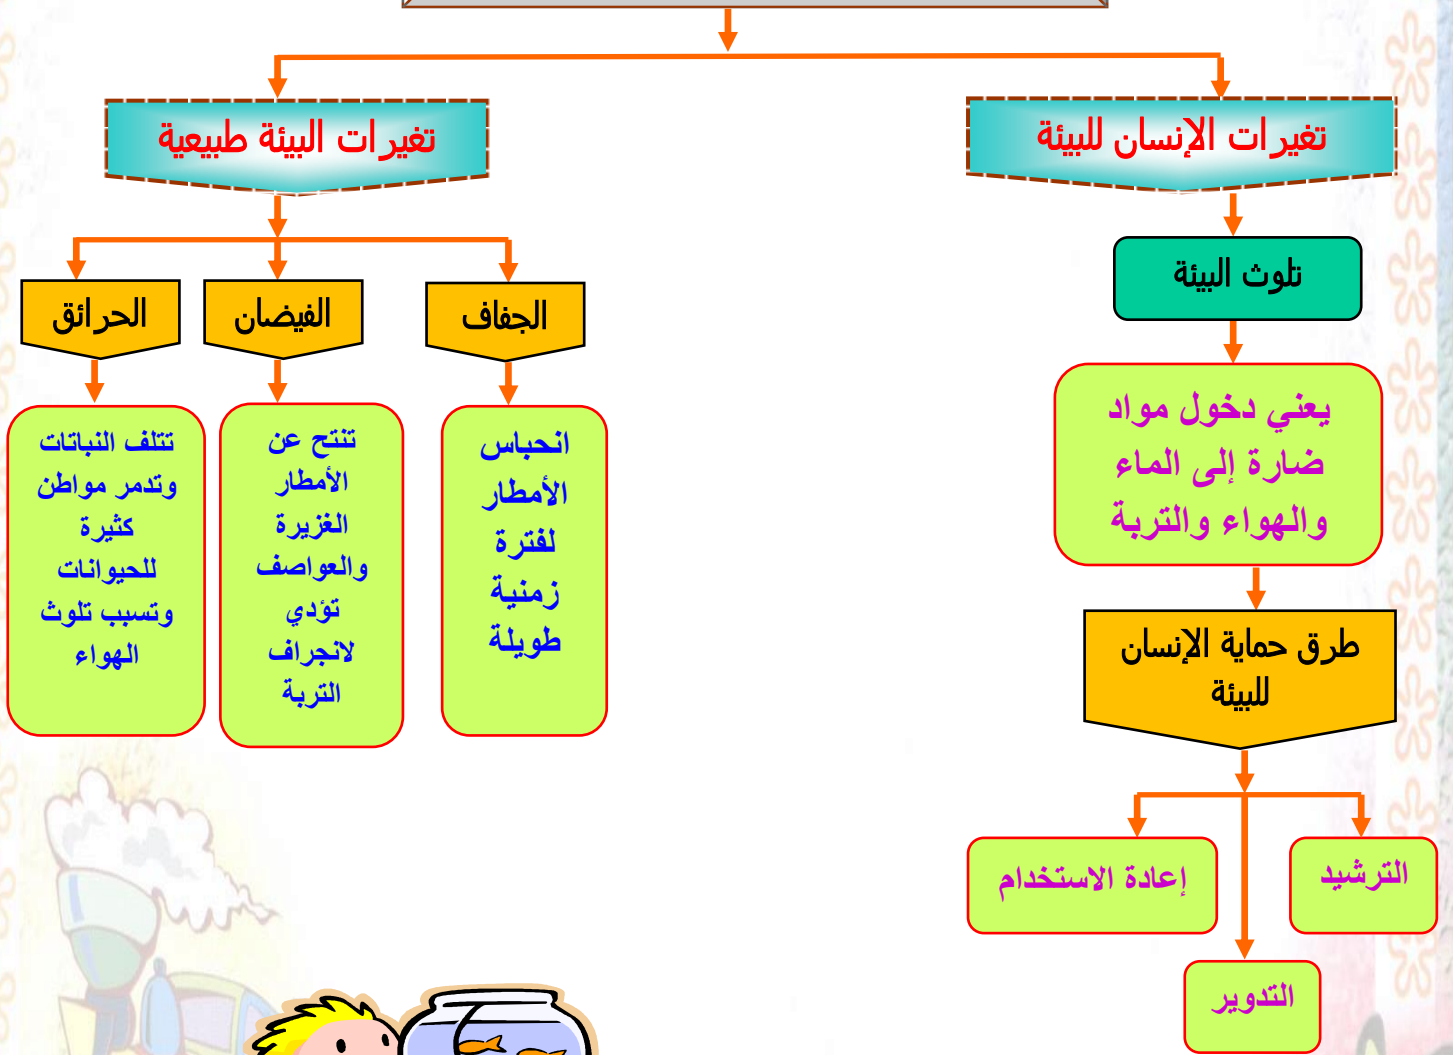 تغيرات الإنسان للبيئة
تغيرات البيئة طبيعية
تلوث البيئة
يعني دخول مواد
ضارة إلى الماء
والهواء والتربة
طرق حماية الإنسان
للبيئة
الترشيد
إعادة الاستخدام
التدوير
الجفاف
انحباس
الأمطار
لفترة
زمنية
طويلة
الفيضان
تنتح عن
الأمطار
الغزيرة
والعواصف
تؤدي
لانجراف
التربة
الحرائق
تتلف النباتات
وتدمر مواطن
كثيرة
للحيوانات
وتسبب تلوث
الهواء